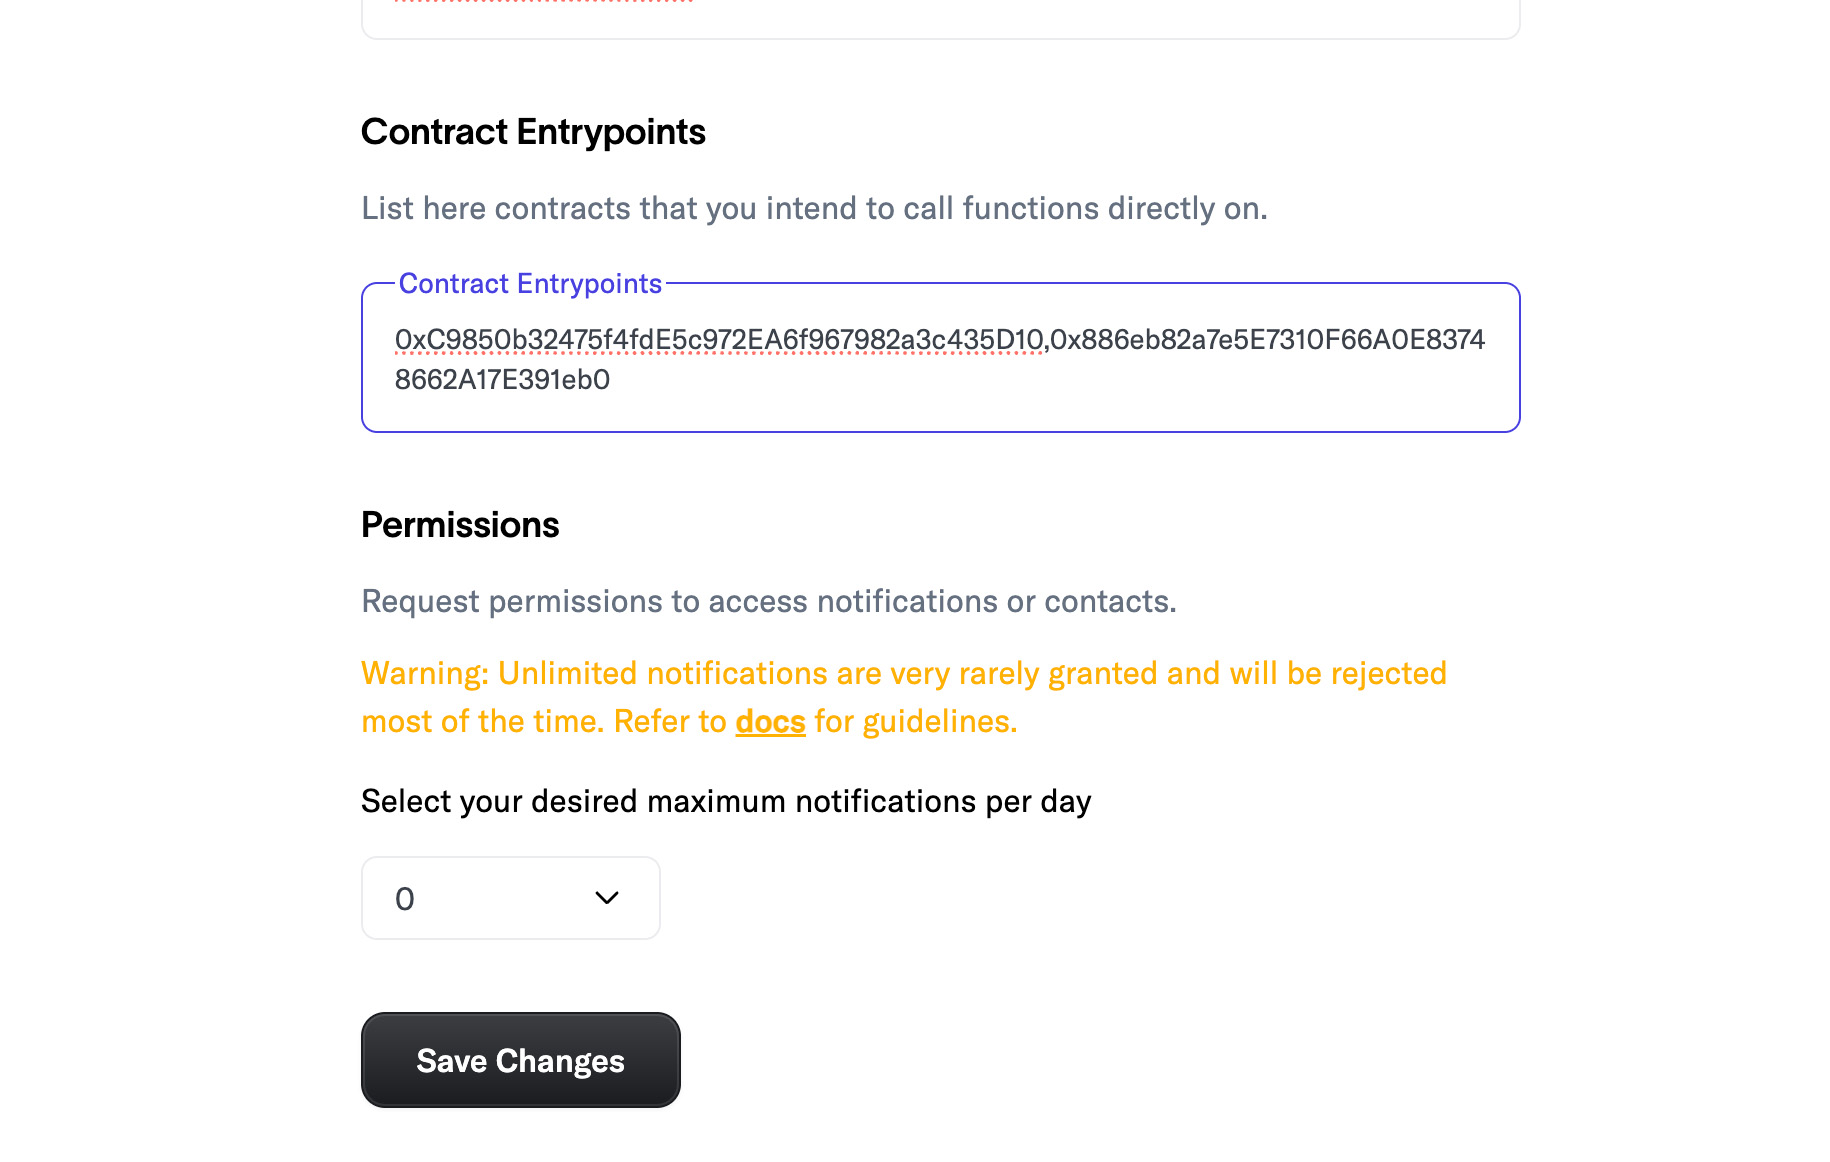 Contract Entrypoints
List here contracts that you intend to call functions directly on.
Contract Entrypoints
0xC9850b32475f4fdE5c972EA6f967982a3c435D10,0x886eb82a7e5E7310F66A0E8374
8662A17E391eb0
Permissions
Request permissions to access notifications or contacts.
Warning: Unlimited notifications are very rarely granted and will be rejected
most of the time. Refer to docs for guidelines.
Select your desired maximum notifications per day
0
Save Changes